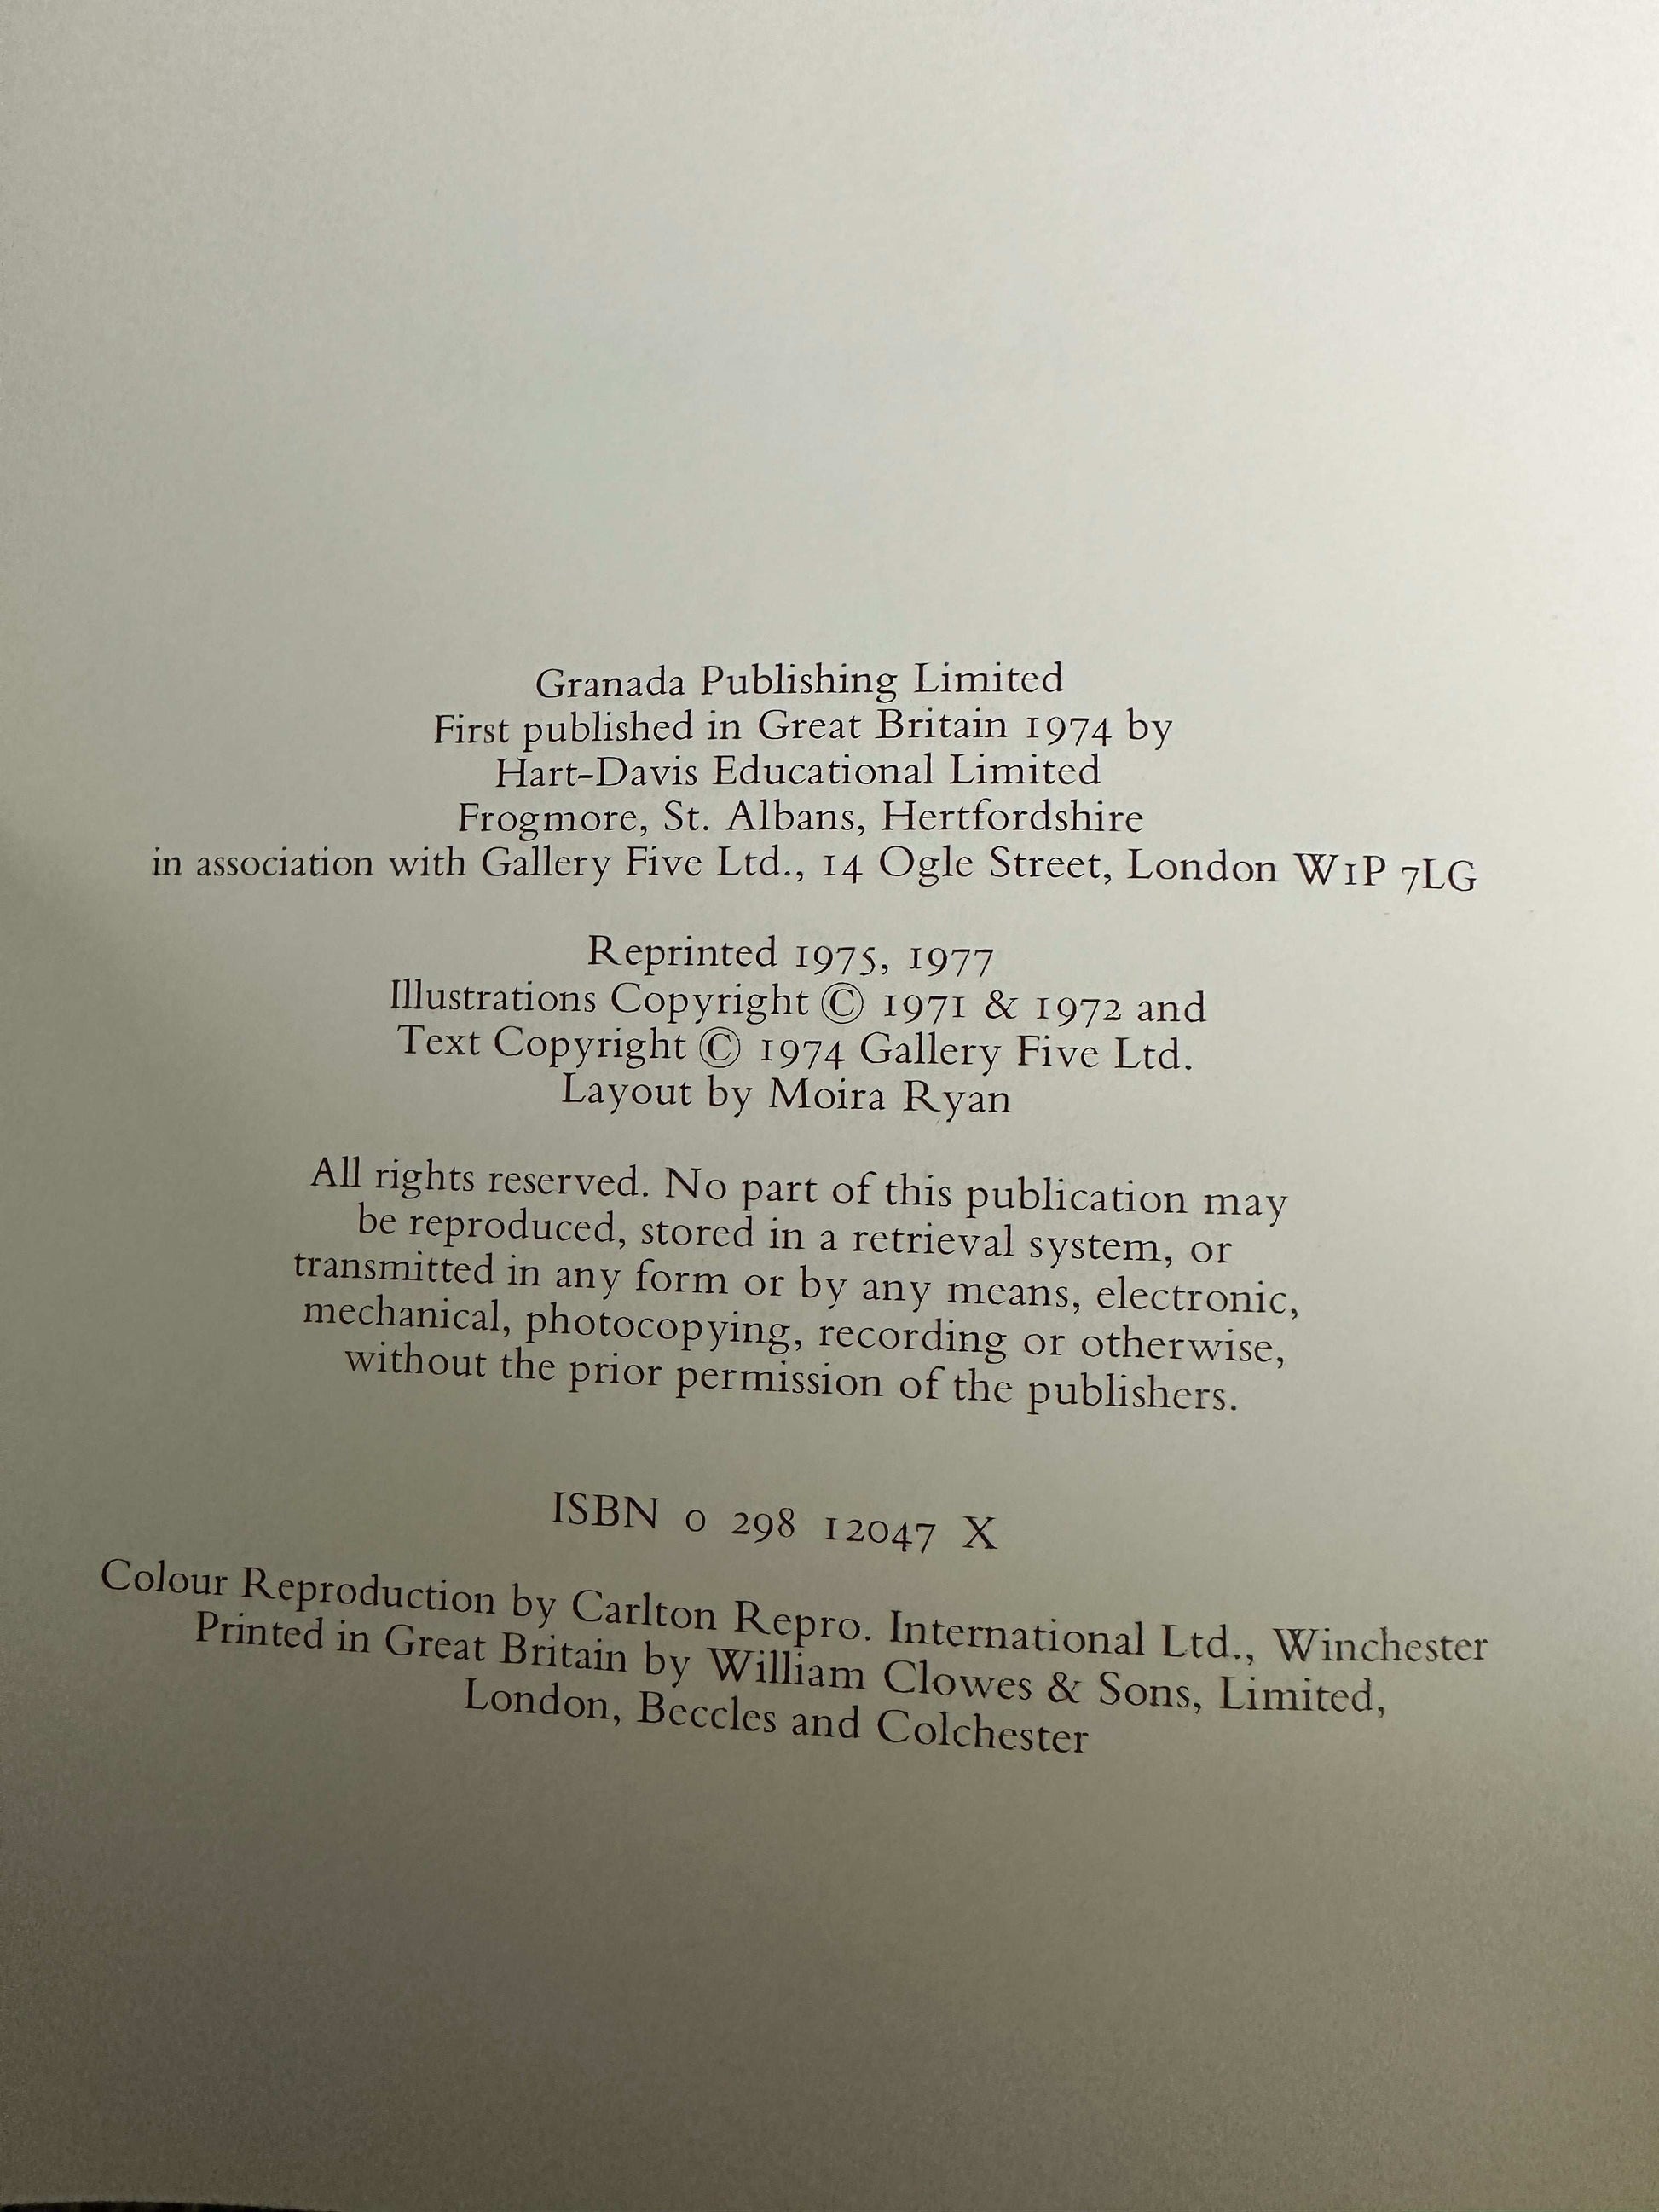 Granada Publishing Limited
First published in Great Britain 1974 by
Hart-Davis Educational Limited
Frogmore, St. Albans, Hertfordshire
in association with Gallery Five Ltd., 14 Ogle Street, London W1P 7LG
Reprinted 1975, 1977
Illustrations Copyright © 1971 & 1972 and
Text Copyright © 1974 Gallery Five Ltd.
Layout by Moira Ryan
All rights reserved. No part of this publication may
be reproduced, stored in a retrieval system, or
transmitted in any form or by any means, electronic,
mechanical, photocopying, recording or otherwise,
without the prior permission of the publishers.
ISBN 0 298 12047 X
Colour Reproduction by Carlton Repro. International Ltd., Winchester
Printed in Great Britain by William Clowes & Sons, Limited,
London, Beccles and Colchester